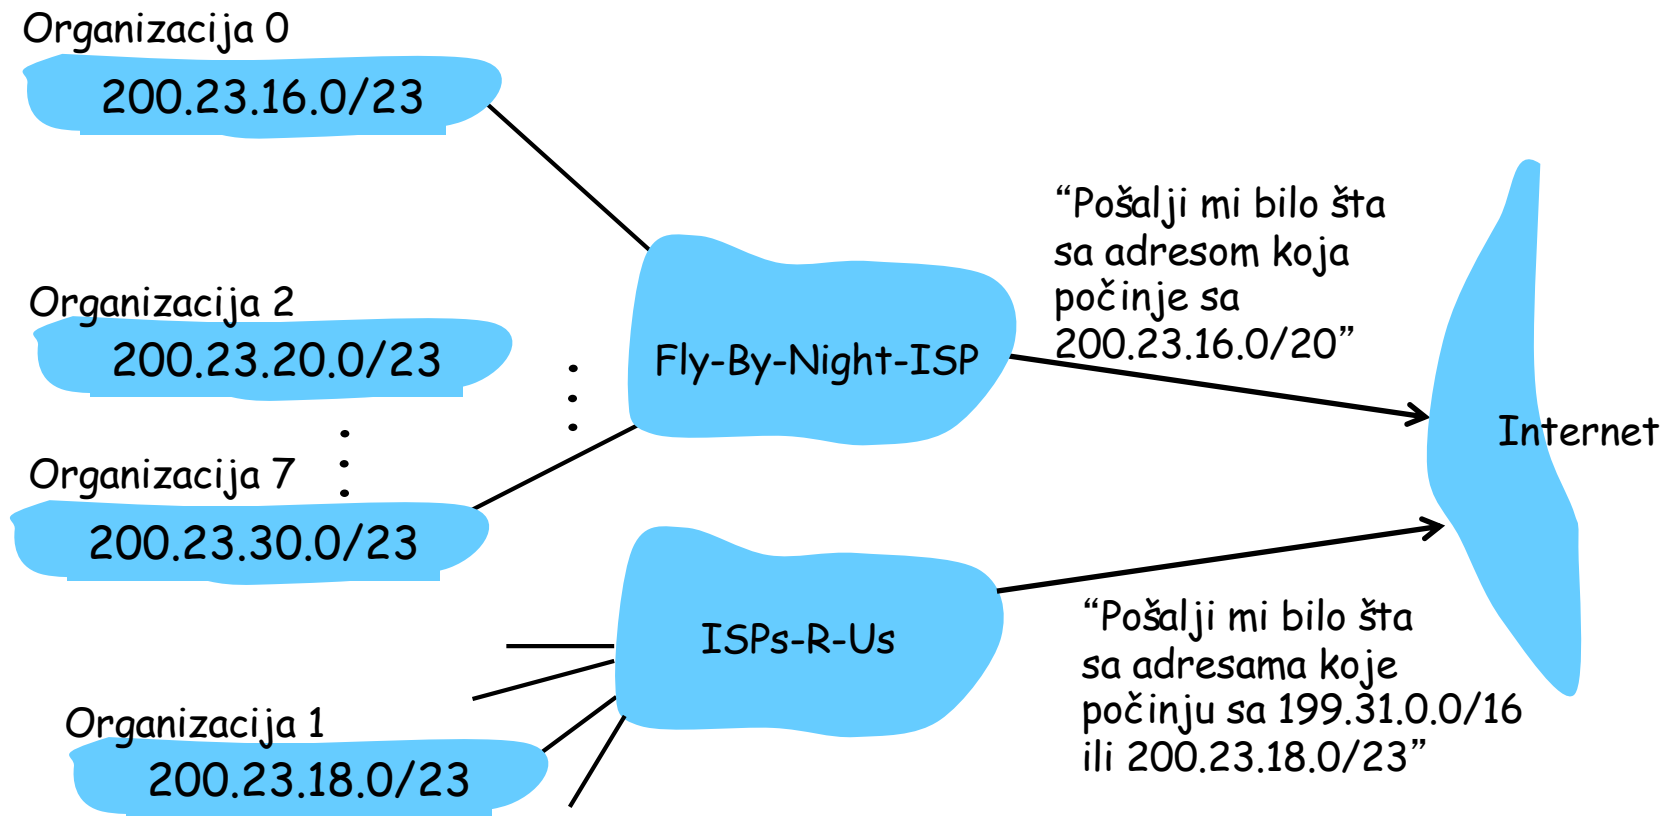 Organizacija 0
200.23.16.0/23
Organizacija 2
200.23.20.0/23
Organizacija 7
200.23.30.0/23
Organizacija 1
200.23.18.0/23
Fly-By-Night-ISP
ISPs-R-Us
“Pošalji mi bilo šta
sa adresom koja
počinje sa
200.23.16.0/20”
“Pošalji mi bilo šta
sa adresama koje
počinju sa 199.31.0.0/16
ili 200.23.18.0/23”
Internet